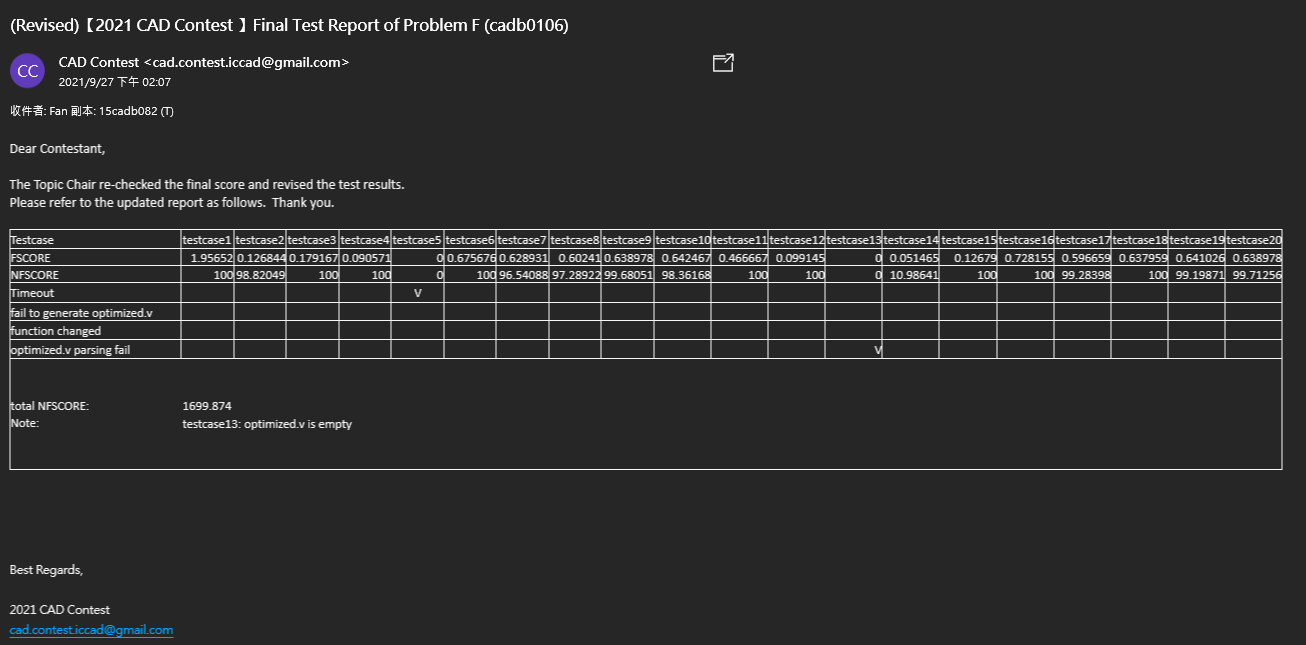 (Revised)【2021 CAD Contest 】Final Test Report of Problem F (cadb0106)
CC
CAD Contest <cad.contest.iccad@gmail.com>
2021/9/27 下午 02:07
收件者: Fan 副本: 15cadb082 (T)
Dear Contestant,
The Topic Chair re-checked the final score and revised the test results.
Please refer to the updated report as follows.  Thank you.
Testcase testcase1 testcase2 testcase3 testcase4 testcase5 testcase6 testcase7 testcase8 testcase9 testcase10 testcase11 testcase12 testcase13 testcase14 testcase15 testcase16 testcase17 testcase18 testcase19 testcase20
FSCORE 1.95652 0.126844 0.179167 0.090571 0 0.675676 0.628931 0.60241 0.638978 0.642467 0.466667 0.099145 0 0.051465 0.12679 0.728155 0.596659 0.637959 0.641026 0.638978
NFSCORE 100 98.82049 100 100 0 100 96.54088 97.28922 99.68051 98.36168 100 100 0 10.98641 100 100 99.28398 100 99.19871 99.71256
Timeout V
fail to generate optimized.v
function changed
optimized.v parsing fail V
total NFSCORE: 1699.874
Note: testcase13: optimized.v is empty
Best Regards,
2021 CAD Contest
cad.contest.iccad@gmail.com